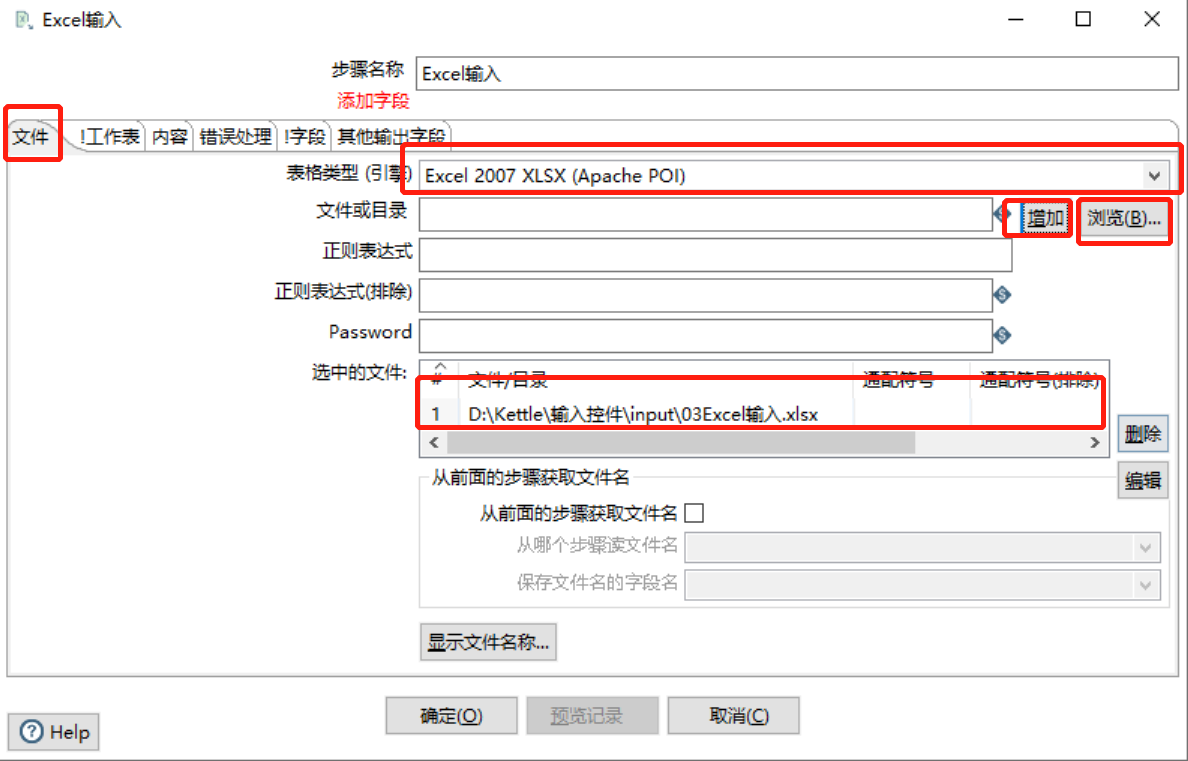 Excel输入
步骤名称 Excel输入
添加字段
文件 !工作表 内容 错误处理 !字段 其他输出字段
表格类型 (引擎) Excel 2007 XLSX (Apache POI)
文件或目录 增加 浏览(B)...
正则表达式
正则表达式(排除)
Password
选中的文件: # 文件/目录 通配符号 通配符号(排除)
1 D:\Kettle\输入控件\input\03Excel输入.xlsx
删除
从前面的步骤获取文件名
编辑
从前面的步骤获取文件名
从哪个步骤读文件名
保存文件名的字段名
显示文件名称...
确定(O) 预览记录 取消(C)
Help